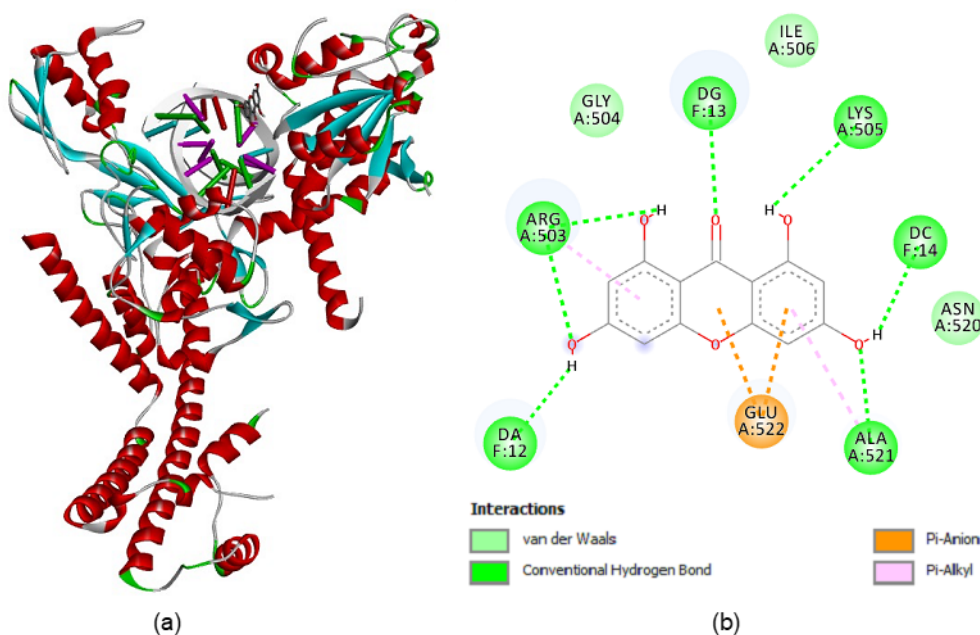 ILE
A:506
DG
F:13
GLY
A:504
LYS
A:505
H
O
O
H
O
ARG
A:503
DC
F:14
ASN
A:520
O
H
O
O
H
GLU
A:522
DA
F:12
ALA
A:521
Interactions
van der Waals
Conventional Hydrogen Bond
Pi-Anion
Pi-Alkyl
(a)
(b)